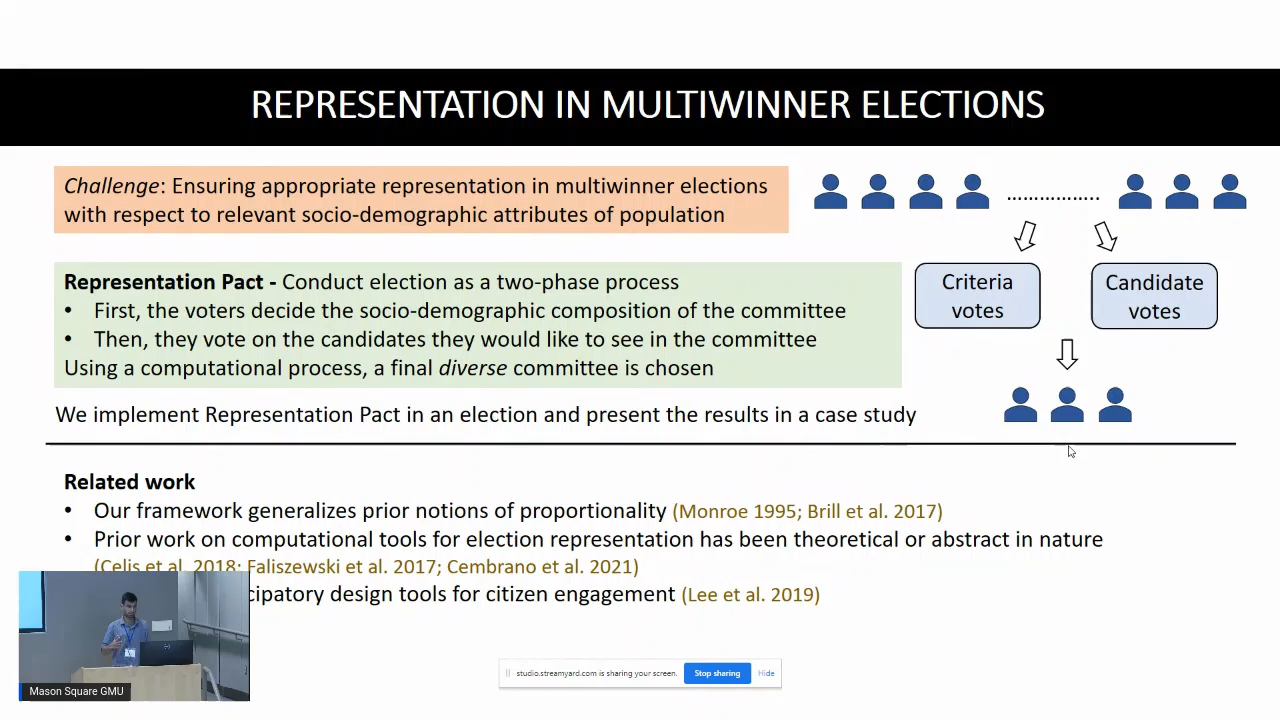 REPRESENTATION IN MULTIWINNER ELECTIONS
Challenge: Ensuring appropriate representation in multiwinner elections
with respect to relevant socio-demographic attributes of population
Representation Pact - Conduct election as a two-phase process
• First, the voters decide the socio-demographic composition of the committee
• Then, they vote on the candidates they would like to see in the committee
Using a computational process, a final diverse committee is chosen
Criteria
votes
Candidate
votes
We implement Representation Pact in an election and present the results in a case study
Related work
• Our framework generalizes prior notions of proportionality (Monroe 1995; Brill et al. 2017)
• Prior work on computational tools for election representation has been theoretical or abstract in nature
(Celis et al. 2018; Faliszewski et al. 2017; Cembrano et al. 2021)
design tools for citizen engagement (Lee et al. 2019)
Mason Square GMU
studio.streamyard.com is sharing your screen.
Stop sharing
Hide